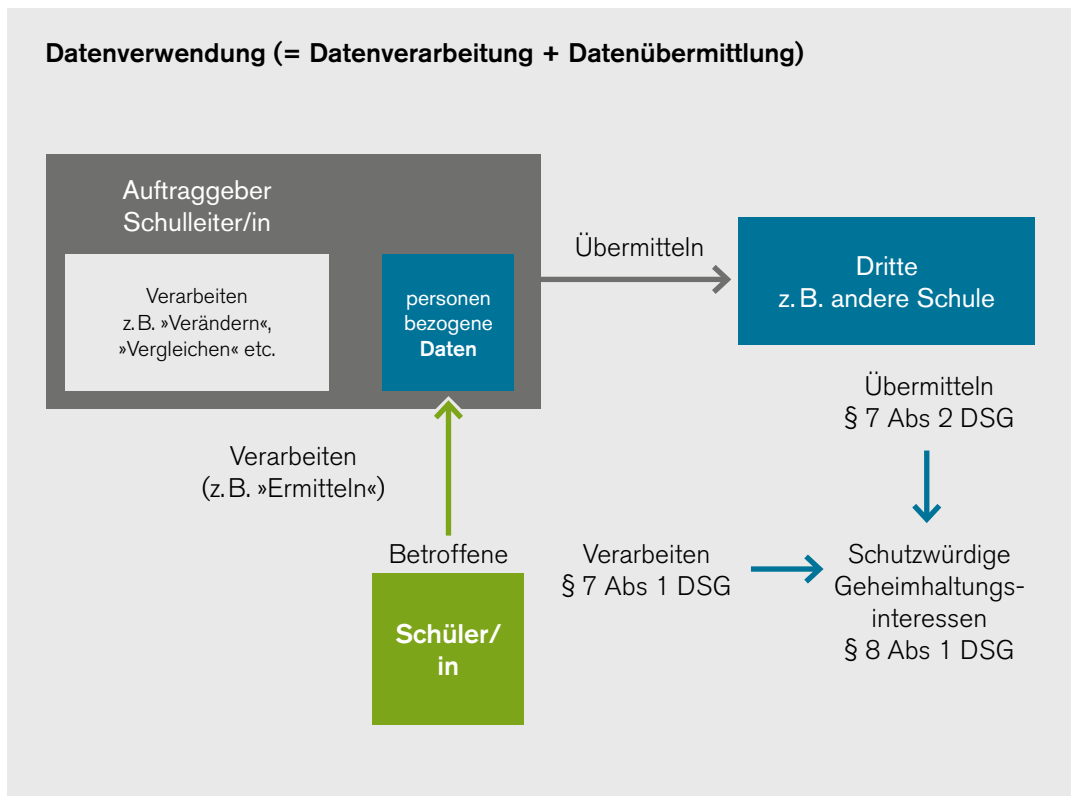 Datenverwendung (= Datenverarbeitung + Datenübermittlung)
Auftraggeber
Schulleiter/in
Verarbeiten
z. B. »Verändern«,
»Vergleichen« etc.
personen
bezogene
Daten
Übermitteln
Dritte
z. B. andere Schule
Übermitteln
§ 7 Abs 2 DSG
Verarbeiten
(z. B. »Ermitteln«)
Betroffene
Schüler/
in
Verarbeiten
§ 7 Abs 1 DSG
Schutzwürdige
Geheimhaltungs-
interessen
§ 8 Abs 1 DSG